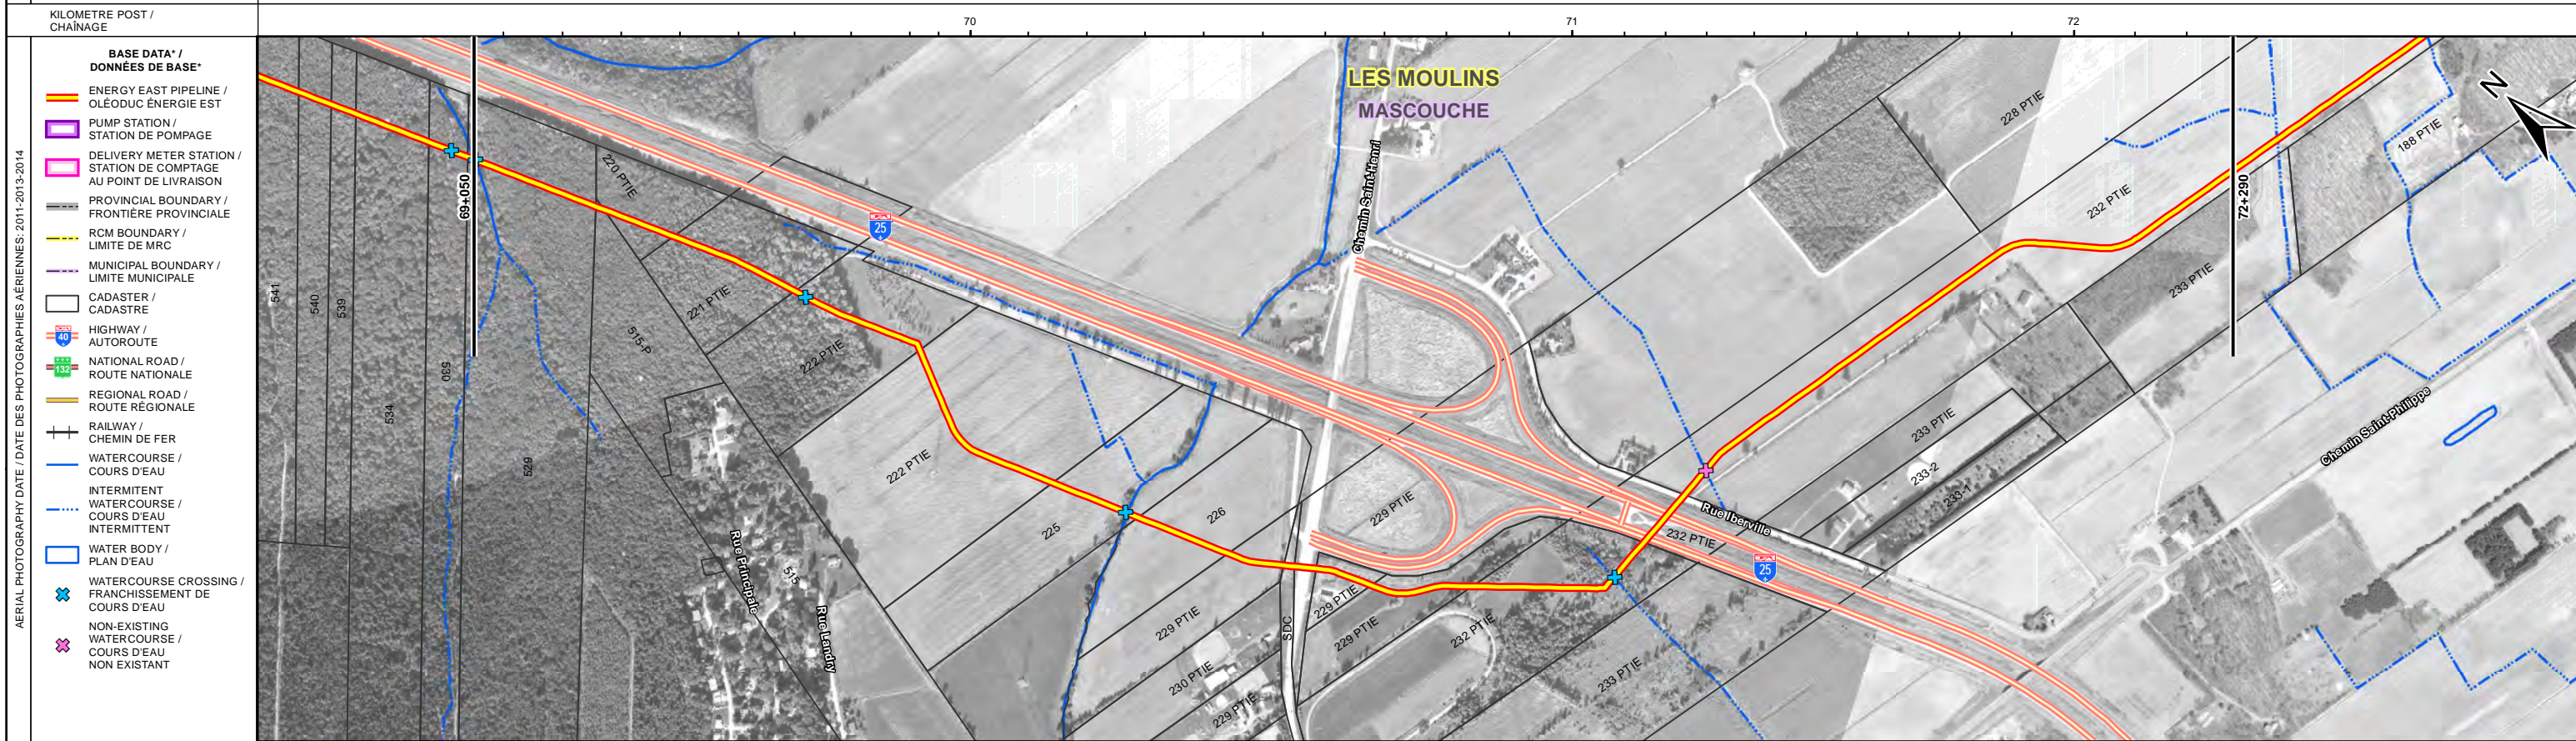 KILOMETRE POST /
CHAÎNAGE
70
71
72
AERIAL PHOTOGRAPHY DATE / DATE DES PHOTOGRAPHIES AÉRIENNES: 2011-2013-2014
BASE DATA* /
DONNÉES DE BASE*
ENERGY EAST PIPELINE /
OLÉODUC ÉNERGIE EST
PUMP STATION /
STATION DE POMPAGE
DELIVERY METER STATION /
STATION DE COMPTAGE
AU POINT DE LIVRAISON
PROVINCIAL BOUNDARY /
FRONTIÈRE PROVINCIALE
RCM BOUNDARY /
LIMITE DE MRC
MUNICIPAL BOUNDARY /
LIMITE MUNICIPALE
CADASTER /
CADASTRE
40
HIGHWAY /
AUTOROUTE
132
NATIONAL ROAD /
ROUTE NATIONALE
REGIONAL ROAD /
ROUTE RÉGIONALE
RAILWAY /
CHEMIN DE FER
WATERCOURSE /
COURS D'EAU
INTERMITENT
WATERCOURSE /
COURS D'EAU
INTERMITTENT
WATER BODY /
PLAN D'EAU
WATERCOURSE CROSSING /
FRANCHISSEMENT DE
COURS D'EAU
NON-EXISTING
WATERCOURSE /
COURS D'EAU
NON EXISTANT
LES MOULINS
MASCOUCHE
N
69+050
72+290
541
540
539
534
530
529
220 PTIE
221 PTIE
515-P
222 PTIE
222 PTIE
25
Chemin Saint-Henri
228 PTIE
188 PTIE
232 PTIE
233 PTIE
233 PTIE
233-2
233-1
Chemin Saint-Philippe
Rue Iberville
232 PTIE
25
229 PTIE
225
226
229 PTIE
229 PTIE
229 PTIE
232 PTIE
233 PTIE
230 PTIE
229 PTIE
SDC
Rue Principale
515
Rue Landry